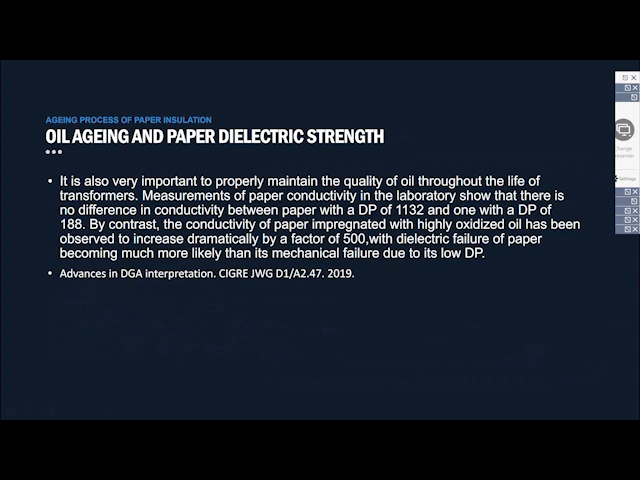 AGEING PROCESS OF PAPER INSULATION
OIL AGEING AND PAPER DIELECTRIC STRENGTH
• It is also very important to properly maintain the quality of oil throughout the life of
transformers. Measurements of paper conductivity in the laboratory show that there is
no difference in conductivity between paper with a DP of 1132 and one with a DP of
188. By contrast, the conductivity of paper impregnated with highly oxidized oil has been
observed to increase dramatically by a factor of 500,with dielectric failure of paper
becoming much more likely than its mechanical failure due to its low DP.
• Advances in DGA interpretation. CIGRE JWG D1/A2.47. 2019.
Change
Settings